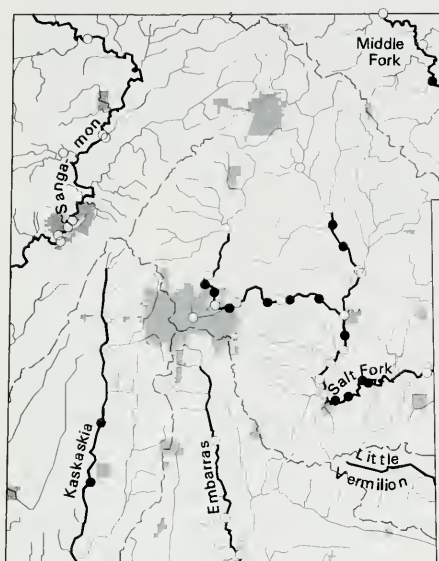 Middle
Fork
Sanga-
mon
Salt Fork
Kaskaskia
Embarras
Little
Vermilion